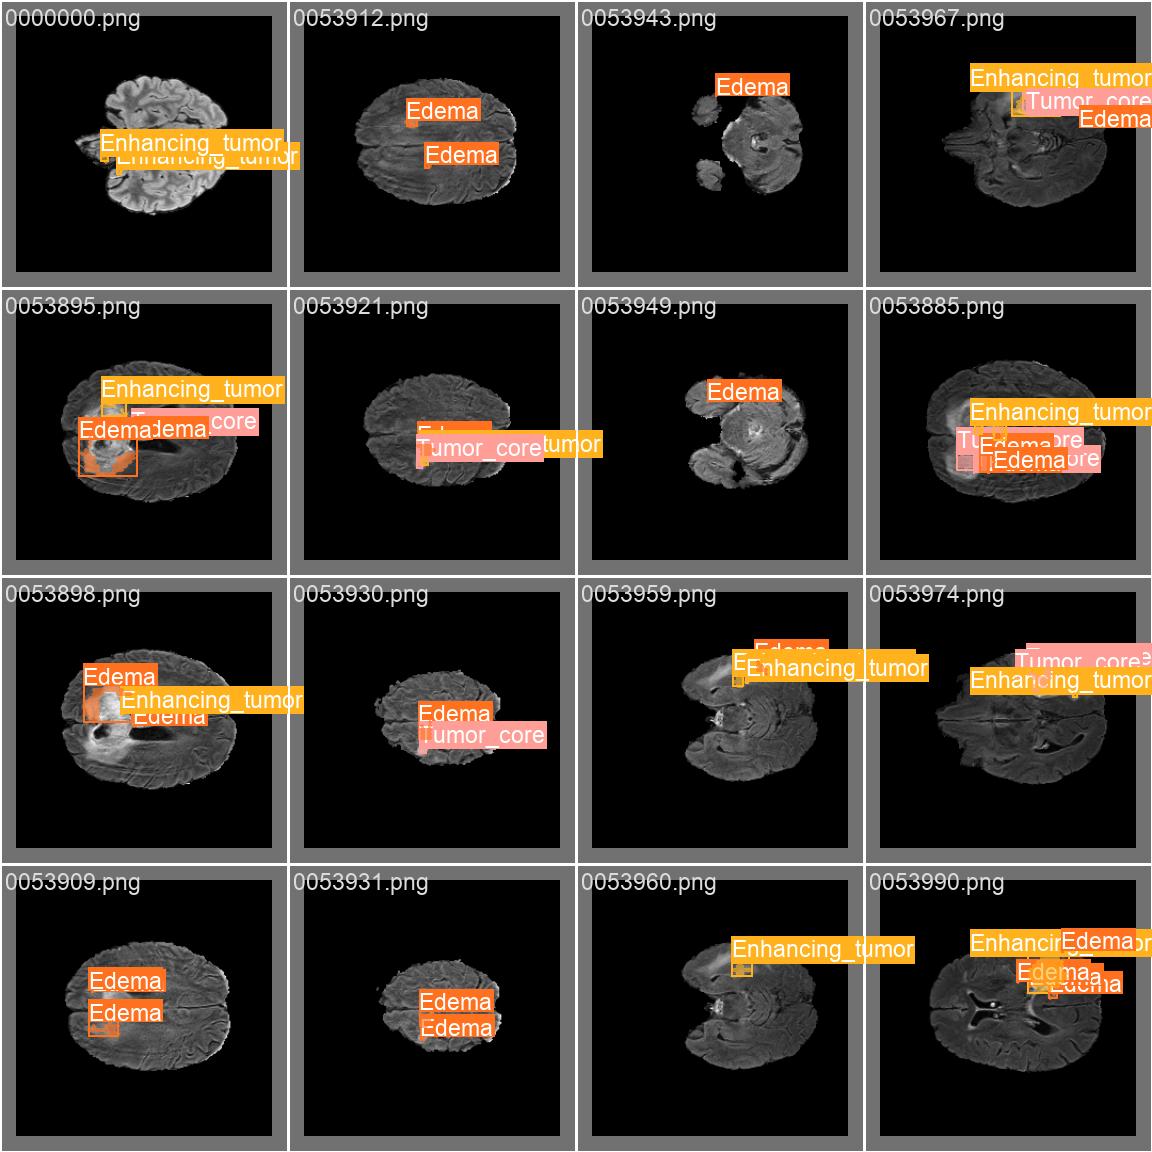 0000000.png
Enhancing_tumor
Enhancing_tumor
0053912.png
Edema
Edema
0053943.png
Edema
0053967.png
Enhancing_tumor
Tumor_core
Edema
0053895.png
Enhancing_tumor
core
Edema
dema
0053921.png
Tumor_core
tumor
0053949.png
Edema
0053885.png
Enhancing_tumor
Edema
0053898.png
Edema
Enhancing_tumor
Edema
0053930.png
Edema
Tumor_core
0053959.png
Edema
Enhancing_tumor
0053974.png
Tumor_core
Enhancing_tumor
0053909.png
Edema
Edema
0053931.png
Edema
Edema
0053960.png
Enhancing_tumor
0053990.png
Edema
Edema
Edema